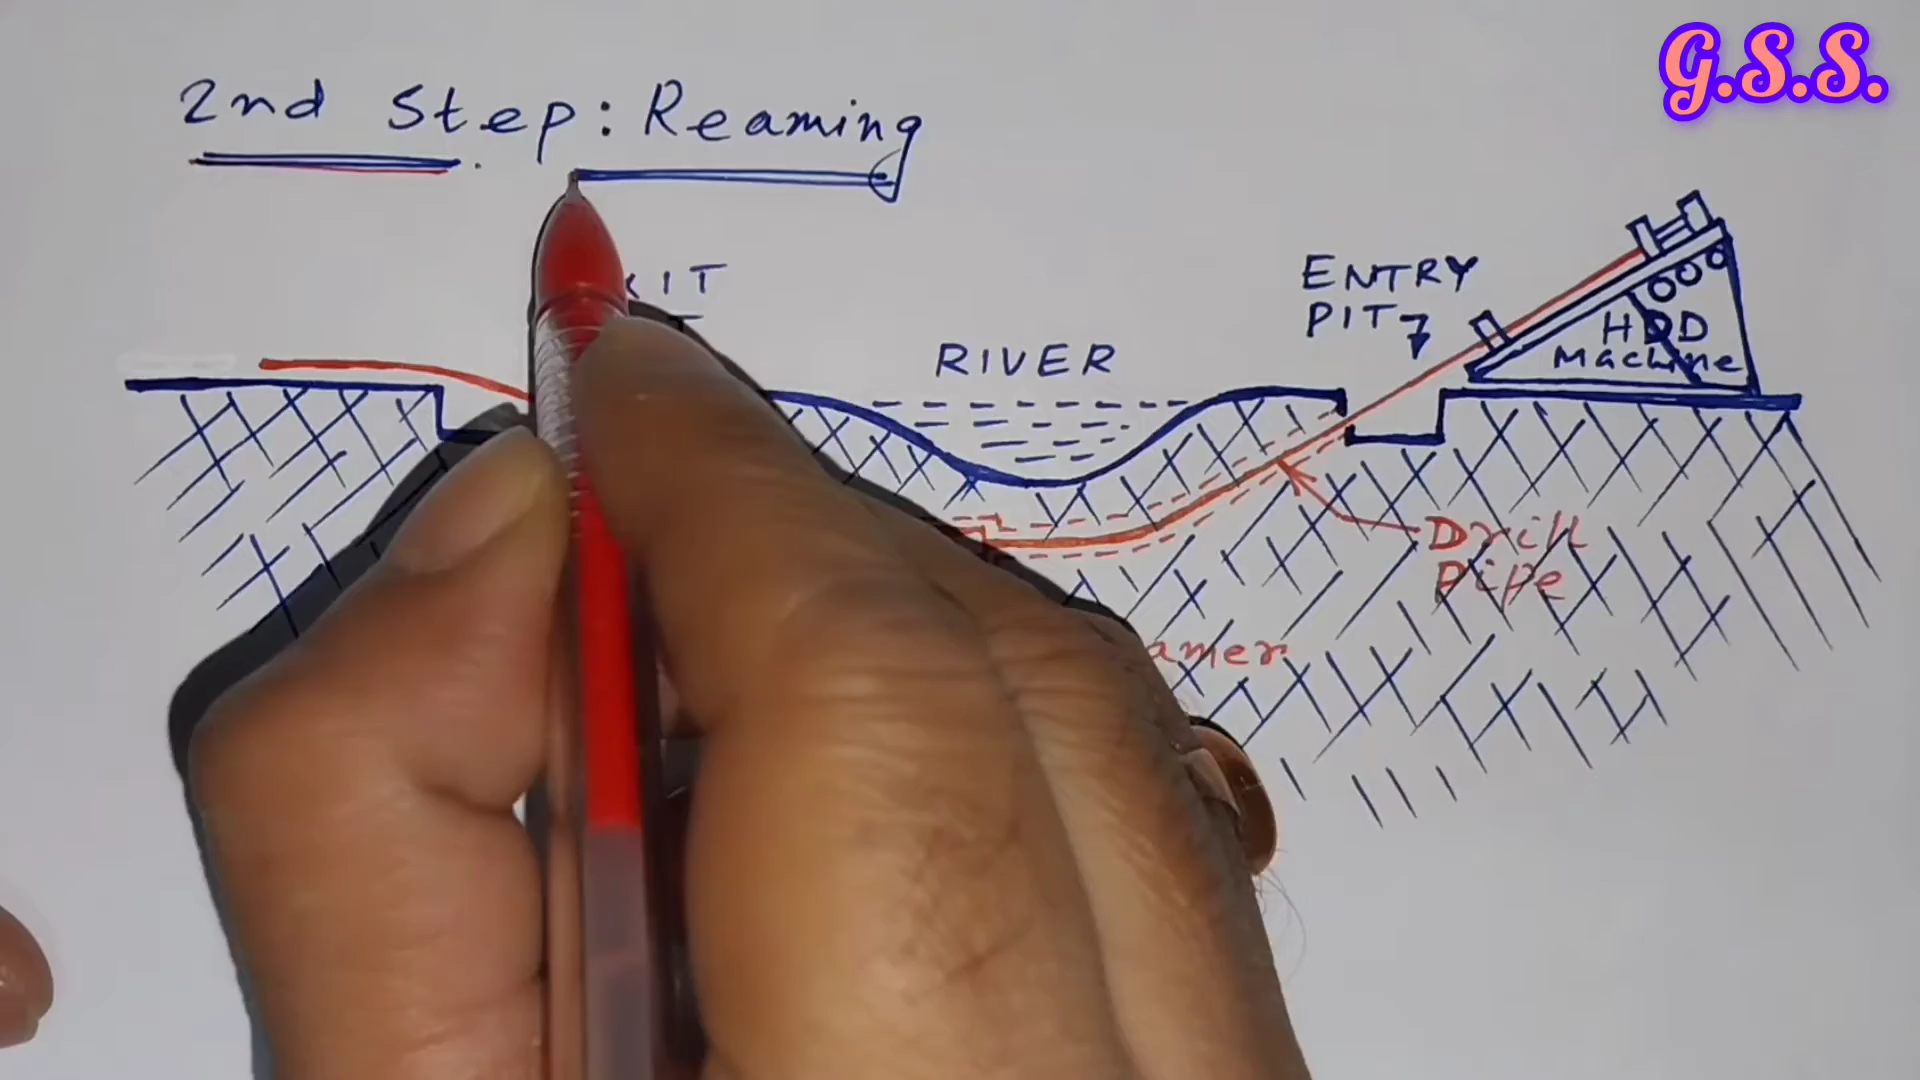 G.S.S.
2nd Step: Reaming
ENTRY
PIT
RIVER
HDD
Machine
Drill
Pipe